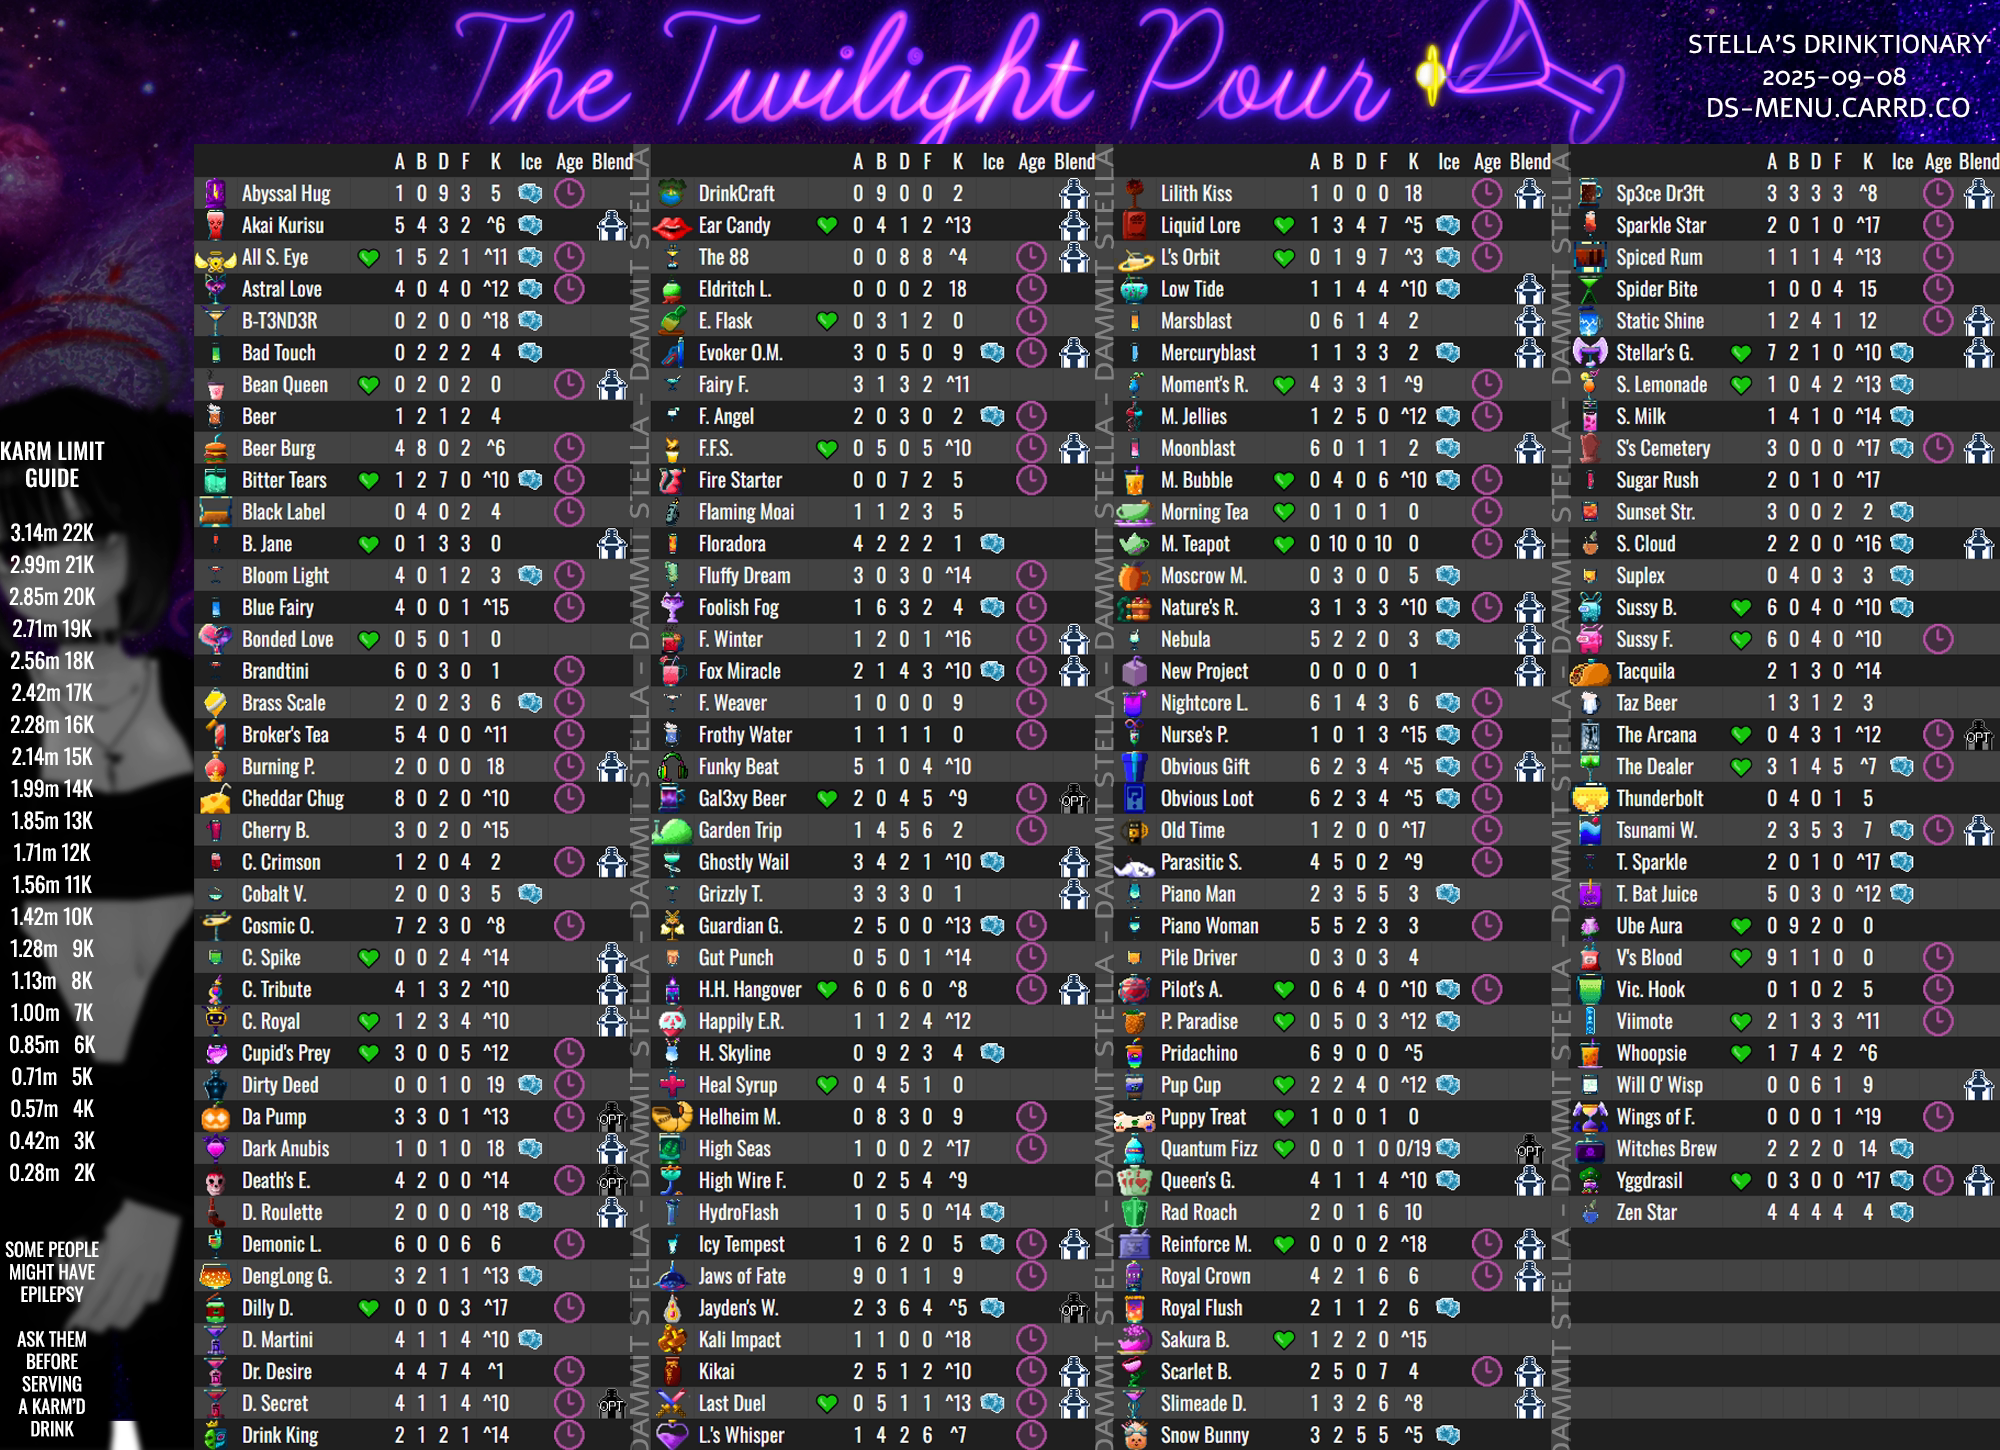 The Twilight Pour
STELLA'S DRINKTIONARY
2025-09-08
DS-MENU.CARRD.CO
KARM LIMIT
GUIDE
3.14m 22K
2.99m 21K
2.85m 20K
2.71m 19K
2.56m 18K
2.42m 17K
2.28m 16K
2.14m 15K
1.99m 14K
1.85m 13K
1.71m 12K
1.56m 11K
1.42m 10K
1.28m 9K
1.13m 8K
1.00m 7K
0.85m 6K
0.71m 5K
0.57m 4K
0.42m 3K
0.28m 2K
SOME PEOPLE
MIGHT HAVE
EPILEPSY
ASK THEM
BEFORE
SERVING
A KARM'D
DRINK
A B D F K Ice Age Blend
Abyssal Hug 1 0 9 3 5
Akai Kurisu 5 4 3 2 ^6
All S. Eye 1 5 2 1 ^11
Astral Love 4 0 4 0 ^12
B-T3ND3R 0 2 0 0 ^18
Bad Touch 0 2 2 2 4
Bean Queen 0 2 0 2 0
Beer 1 2 1 2 4
Beer Burg 4 8 0 2 ^6
Bitter Tears 1 2 7 0 ^10
Black Label 0 4 0 2 4
B. Jane 0 1 3 3 0
Bloom Light 4 0 1 2 3
Blue Fairy 4 0 0 1 ^15
Bonded Love 0 5 0 1 0
Brandtini 6 0 3 0 1
Brass Scale 2 0 2 3 6
Broker's Tea 5 4 0 0 ^11
Burning P. 2 0 0 0 18
Cheddar Chug 8 0 2 0 ^10
Cherry B. 3 0 2 0 ^15
C. Crimson 1 2 0 4 2
Cobalt V. 2 0 0 3 5
Cosmic O. 7 2 3 0 ^8
C. Spike 0 0 2 4 ^14
C. Tribute 4 1 3 2 ^10
C. Royal 1 2 3 4 ^10
Cupid's Prey 3 0 0 5 ^12
Dirty Deed 0 0 1 0 19
Da Pump 3 3 0 1 ^13 OPT
Dark Anubis 1 0 1 0 18
Death's E. 4 2 0 0 ^14 OPT
D. Roulette 2 0 0 0 ^18
Demonic L. 6 0 0 6 6
DengLong G. 3 2 1 1 ^13
Dilly D. 0 0 0 3 ^17
D. Martini 4 1 1 4 ^10
Dr. Desire 4 4 7 4 ^1
D. Secret 4 1 1 4 ^10 OPT
Drink King 2 1 2 1 ^14
DAMMIT STELLA - DAMMIT STELLA - DAMMIT STELLA - DAMMIT STELLA
A B D F K Ice Age Blend
DrinkCraft 0 9 0 0 2
Ear Candy 0 4 1 2 ^13
The 88 0 0 8 8 ^4
Eldritch L. 0 0 0 2 18
E. Flask 0 3 1 2 0
Evoker O.M. 3 0 5 0 9
Fairy F. 3 1 3 2 ^11
F. Angel 2 0 3 0 2
F.F.S. 0 5 0 5 ^10
Fire Starter 0 0 7 2 5
Flaming Moai 1 1 2 3 5
Floradora 4 2 2 2 1
Fluffy Dream 3 0 3 0 ^14
Foolish Fog 1 6 3 2 4
F. Winter 1 2 0 1 ^16
Fox Miracle 2 1 4 3 ^10
F. Weaver 1 0 0 0 9
Frothy Water 1 1 1 1 0
Funky Beat 5 1 0 4 ^10
Gal3xy Beer 2 0 4 5 ^9 OPT
Garden Trip 1 4 5 6 2
Ghostly Wail 3 4 2 1 ^10
Grizzly T. 3 3 3 0 1
Guardian G. 2 5 0 0 ^13
Gut Punch 0 5 0 1 ^14
H.H. Hangover 6 0 6 0 ^8
Happily E.R. 1 1 2 4 ^12
H. Skyline 0 9 2 3 4
Heal Syrup 0 4 5 1 0
Helheim M. 0 8 3 0 9
High Seas 1 0 0 2 ^17
High Wire F. 0 2 5 4 ^9
HydroFlash 1 0 5 0 ^14
Icy Tempest 1 6 2 0 5
Jaws of Fate 9 0 1 1 9
Jayden's W. 2 3 6 4 ^5 OPT
Kali Impact 1 1 0 0 ^18
Kikai 2 5 1 2 ^10
Last Duel 0 5 1 1 ^13
L.'s Whisper 1 4 2 6 ^7
DAMMIT STELLA - DAMMIT STELLA - DAMMIT STELLA - DAMMIT STELLA
A B D F K Ice Age Blend
Lilith Kiss 1 0 0 0 18
Liquid Lore 1 3 4 7 ^5
L's Orbit 0 1 9 7 ^3
Low Tide 1 1 4 4 ^10
Marsblast 0 6 1 4 2
Mercuryblast 1 1 3 3 2
Moment's R. 4 3 3 1 ^9
M. Jellies 1 2 5 0 ^12
Moonblast 6 0 1 1 2
M. Bubble 0 4 0 6 ^10
Morning Tea 0 1 0 1 0
M. Teapot 0 10 0 10 0
Moscrow M. 0 3 0 0 5
Nature's R. 3 1 3 3 ^10
Nebula 5 2 2 0 3
New Project 0 0 0 0 1
Nightcore L. 6 1 4 3 6
Nurse's P. 1 0 1 3 ^15
Obvious Gift 6 2 3 4 ^5
Obvious Loot 6 2 3 4 ^5
Old Time 1 2 0 0 ^17
Parasitic S. 4 5 0 2 ^9
Piano Man 2 3 5 5 3
Piano Woman 5 5 2 3 3
Pile Driver 0 3 0 3 4
Pilot's A. 0 6 4 0 ^10
P. Paradise 0 5 0 3 ^12
Pridachino 6 9 0 0 ^5
Pup Cup 2 2 4 0 ^12
Puppy Treat 1 0 0 1 0
Quantum Fizz 0 0 1 0 0/19 OPT
Queen's G. 4 1 1 4 ^10
Rad Roach 2 0 1 6 10
Reinforce M. 0 0 0 2 ^18
Royal Crown 4 2 1 6 6
Royal Flush 2 1 1 2 6
Sakura B. 1 2 2 0 ^15
Scarlet B. 2 5 0 7 4
Slimeade D. 1 3 2 6 ^8
Snow Bunny 3 2 5 5 ^5
DAMMIT STELLA - DAMMIT STELLA - DAMMIT STELLA - DAMMIT STELLA
A B D F K Ice Age Blend
Sp3ce Dr3ft 3 3 3 3 ^8
Sparkle Star 2 0 1 0 ^17
Spiced Rum 1 1 1 4 ^13
Spider Bite 1 0 0 4 15
Static Shine 1 2 4 1 12
Stellar's G. 7 2 1 0 ^10
S. Lemonade 1 0 4 2 ^13
S. Milk 1 4 1 0 ^14
S's Cemetery 3 0 0 0 ^17
Sugar Rush 2 0 1 0 ^17
Sunset Str. 3 0 0 2 2
S. Cloud 2 2 0 0 ^16
Suplex 0 4 0 3 3
Sussy B. 6 0 4 0 ^10
Sussy F. 6 0 4 0 ^10
Tacquila 2 1 3 0 ^14
Taz Beer 1 3 1 2 3
The Arcana 0 4 3 1 ^12 OPT
The Dealer 3 1 4 5 ^7
Thunderbolt 0 4 0 1 5
Tsunami W. 2 3 5 3 7
T. Sparkle 2 0 1 0 ^17
T. Bat Juice 5 0 3 0 ^12
Ube Aura 0 9 2 0 0
V's Blood 9 1 1 0 0
Vic. Hook 0 1 0 2 5
Viimote 2 1 3 3 ^11
Whoopsie 1 7 4 2 ^6
Will O' Wisp 0 0 6 1 9
Wings of F. 0 0 0 1 ^19
Witches Brew 2 2 2 0 14
Yggdrasil 0 3 0 0 ^17
Zen Star 4 4 4 4 4